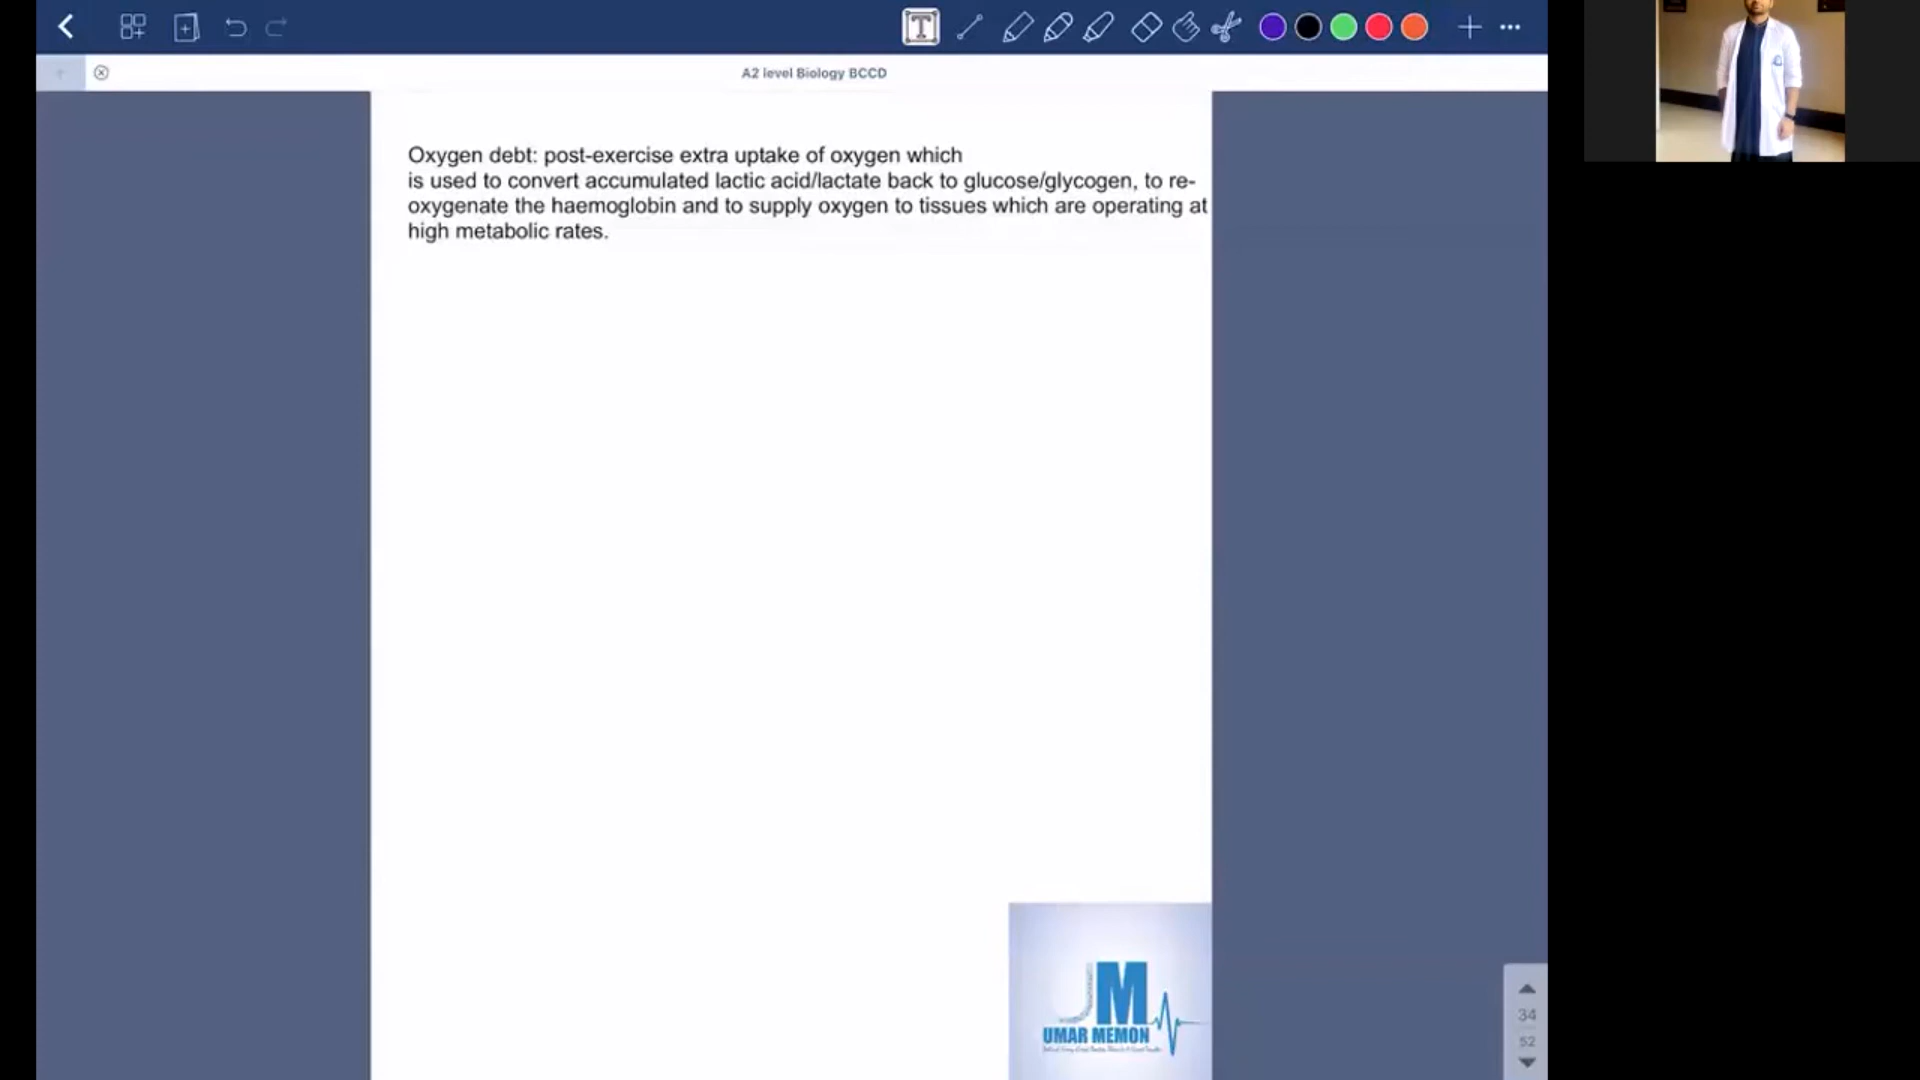 A2 level Biology BCCD
Oxygen debt: post-exercise extra uptake of oxygen which
is used to convert accumulated lactic acid/lactate back to glucose/glycogen, to re-
oxygenate the haemoglobin and to supply oxygen to tissues which are operating at
high metabolic rates.
UM
UMAR MEMON
34
52